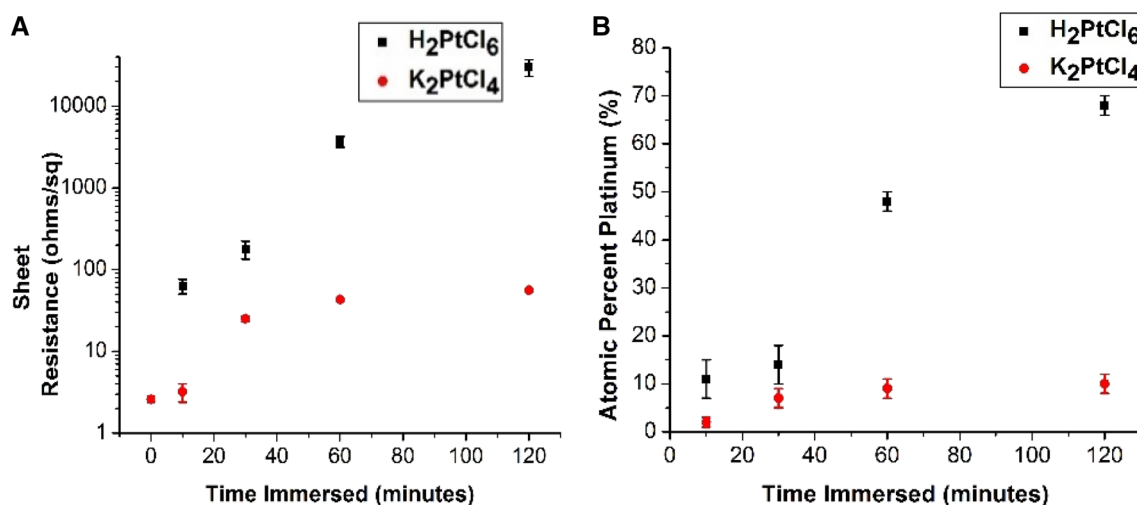 A
H2PtCl6
K2PtCl4
10000
1000
100
10
1
Sheet
Resistance (ohms/sq)
0 20 40 60 80 100 120
Time Immersed (minutes)
B
H2PtCl6
K2PtCl4
80
70
60
50
40
30
20
10
0
Atomic Percent Platinum (%)
0 20 40 60 80 100 120
Time Immersed (minutes)